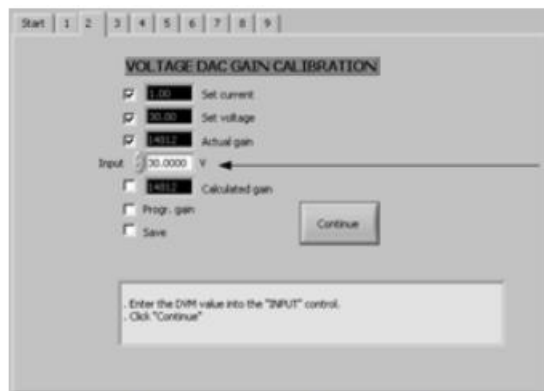 Start 1 2 3 4 5 6 7 8 9
VOLTAGE DAC GAIN CALIBRATION
1.00 Set current
30.00 Set voltage
14812 Actual gain
Input 30.0000 V
14812 Calculated gain
Progr. gain
Save
Continue
. Enter the DVM value into the "INPUT" control.
. Click "Continue"